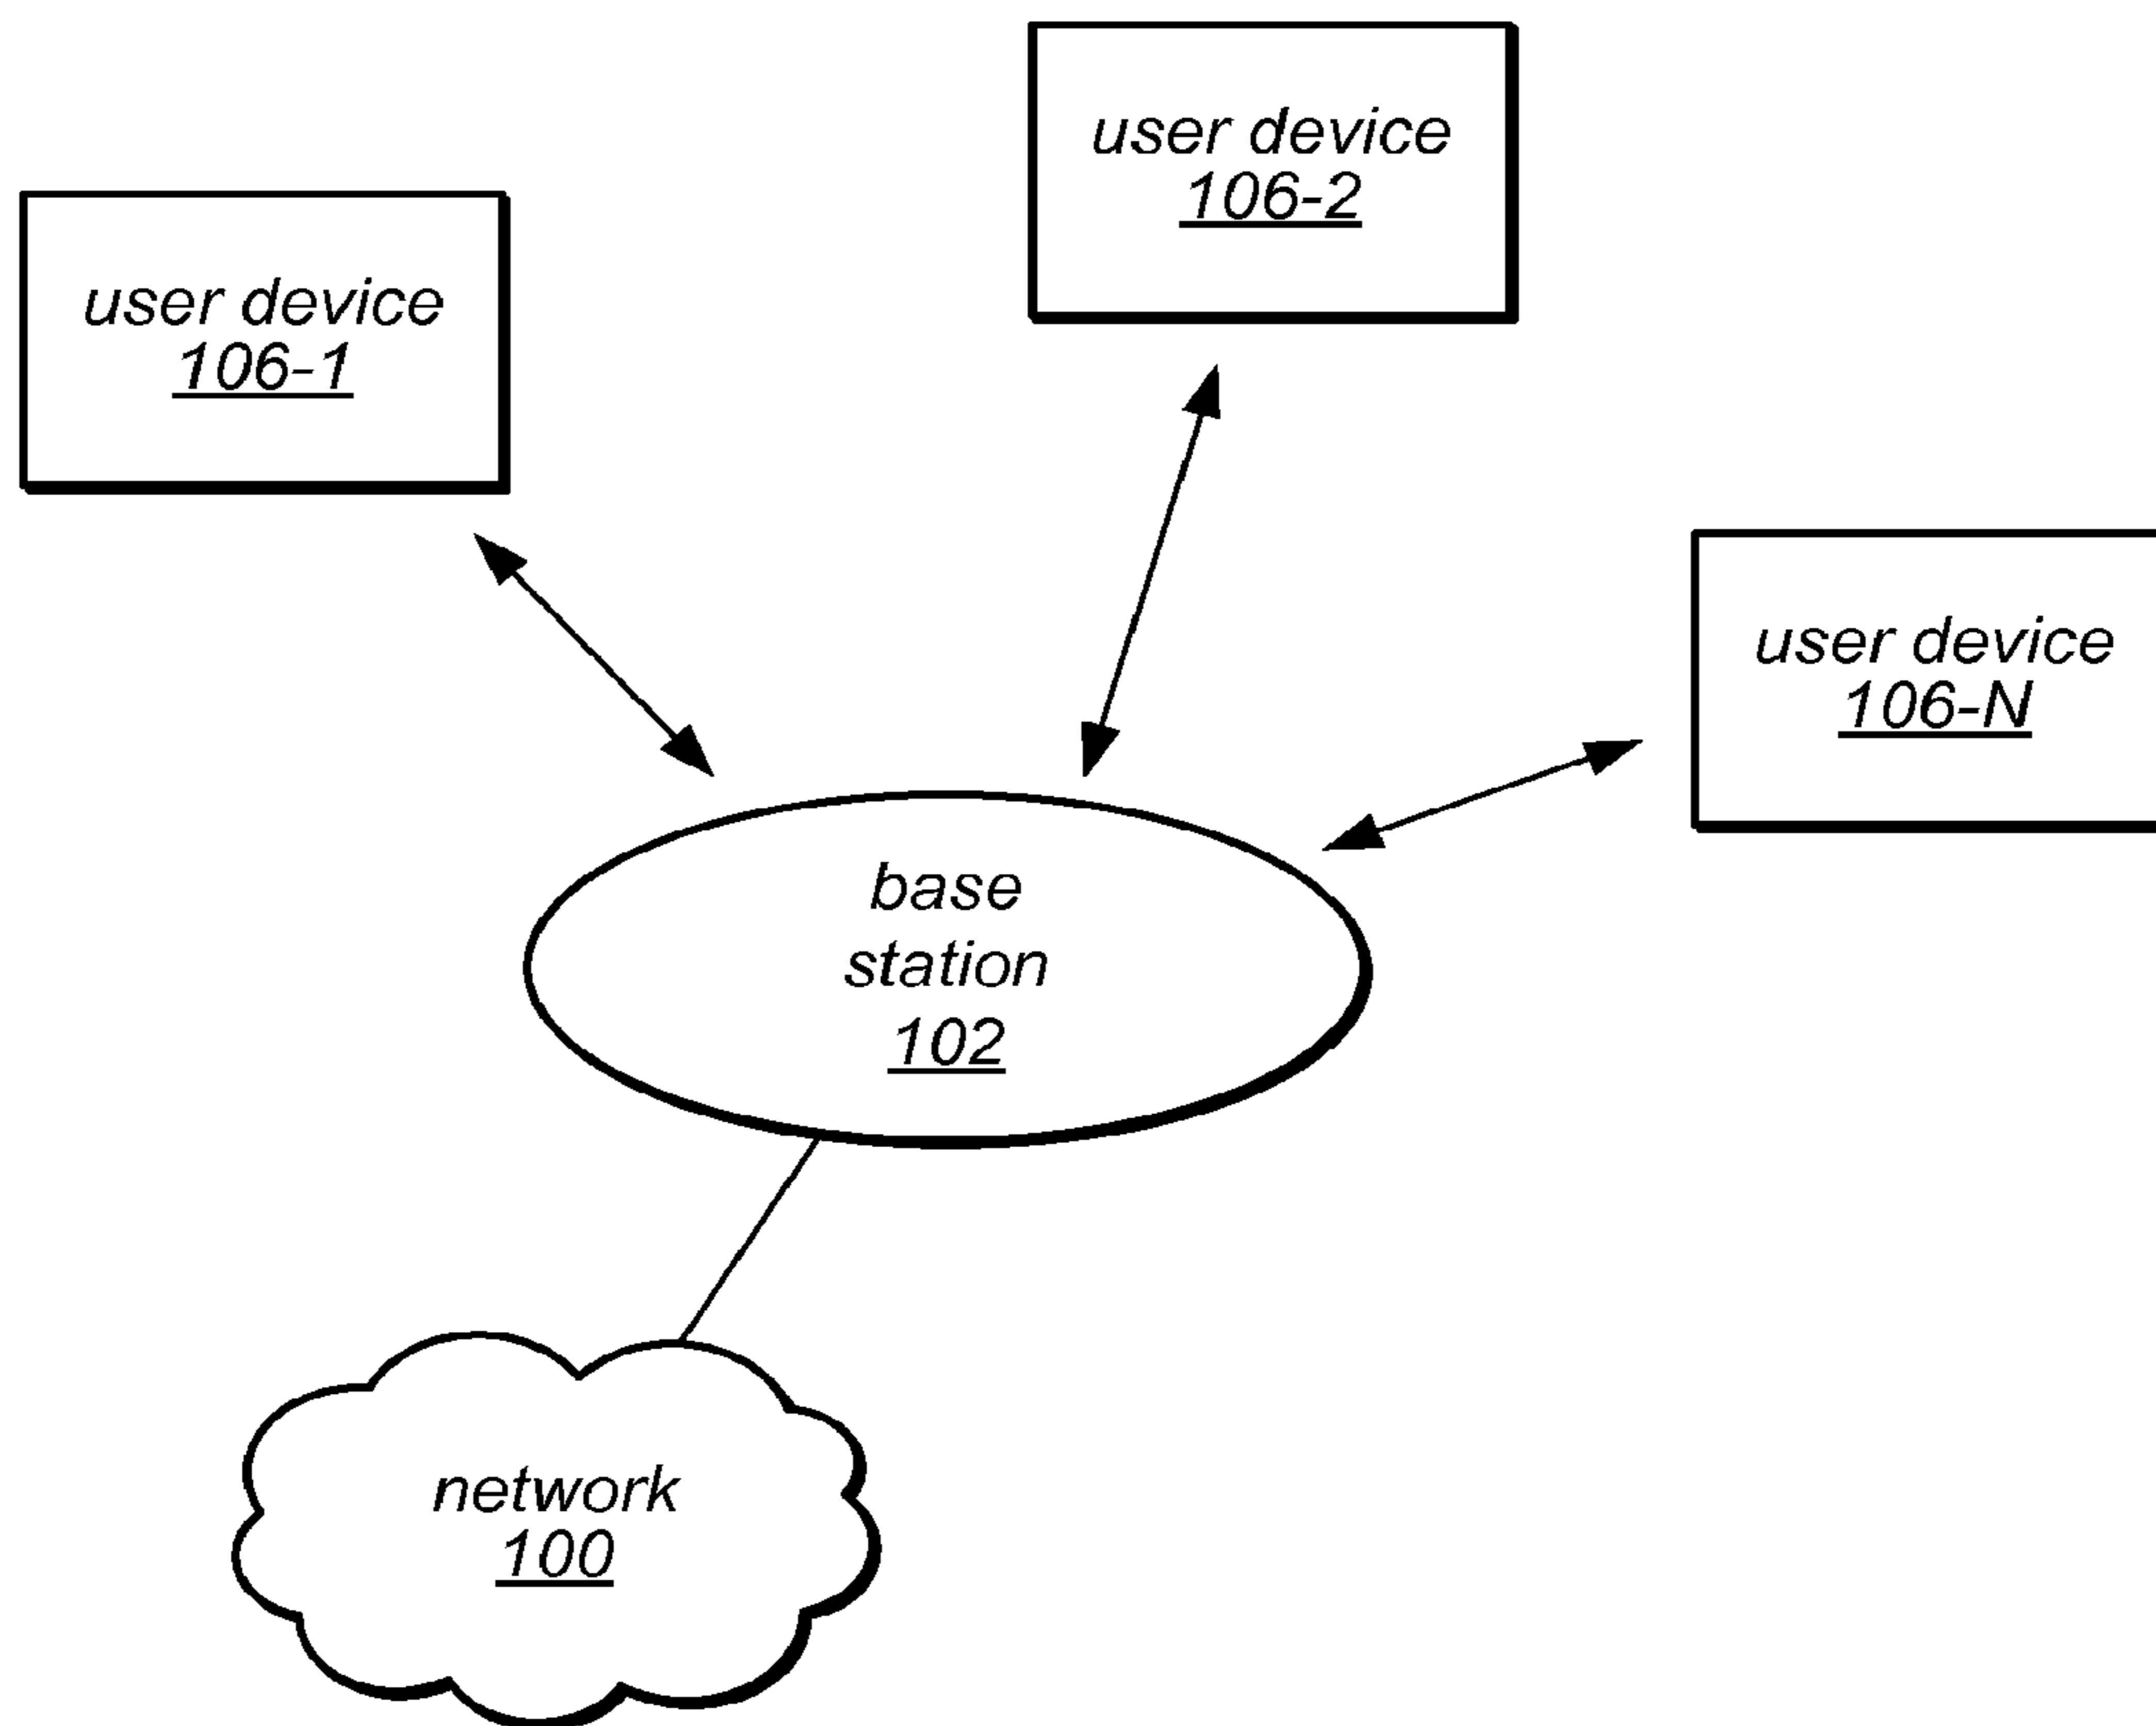 user device
106-2
user device
106-1
user device
106-N
base
station
102
network
100